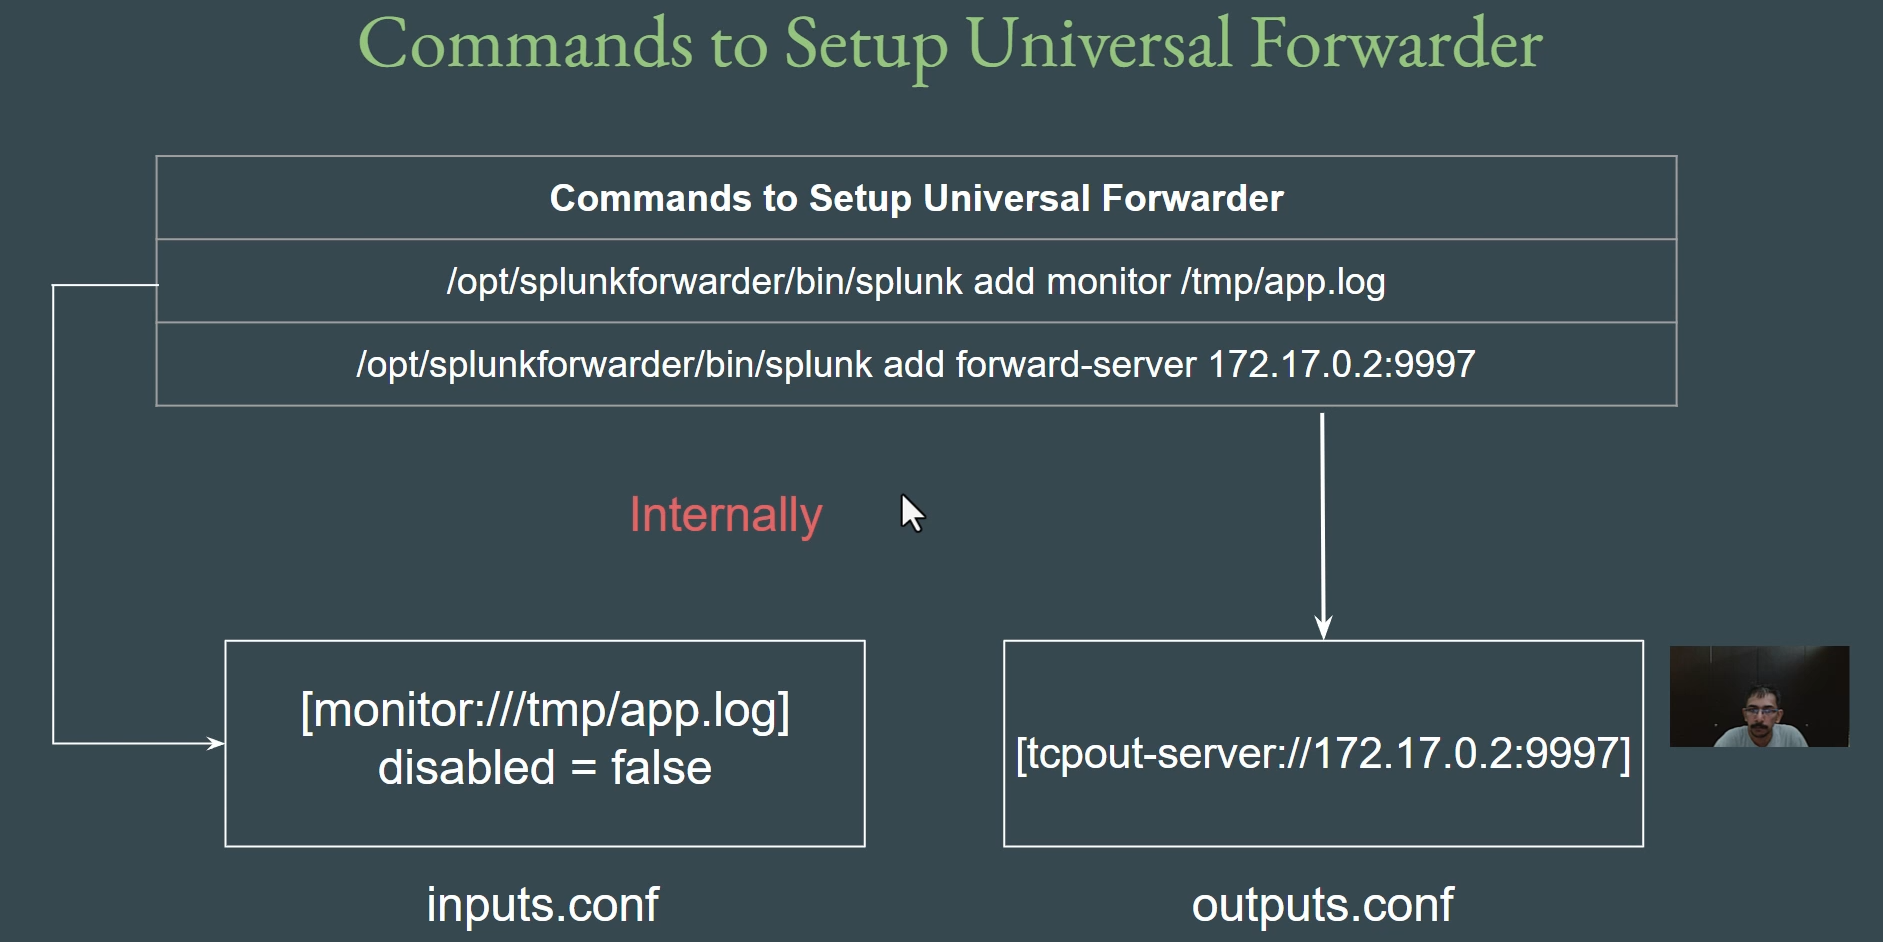 Commands to Setup Universal Forwarder
Commands to Setup Universal Forwarder
/opt/splunkforwarder/bin/splunk add monitor /tmp/app.log
/opt/splunkforwarder/bin/splunk add forward-server 172.17.0.2:9997
Internally
[monitor:///tmp/app.log]
disabled = false
[tcpout-server://172.17.0.2:9997]
inputs.conf
outputs.conf